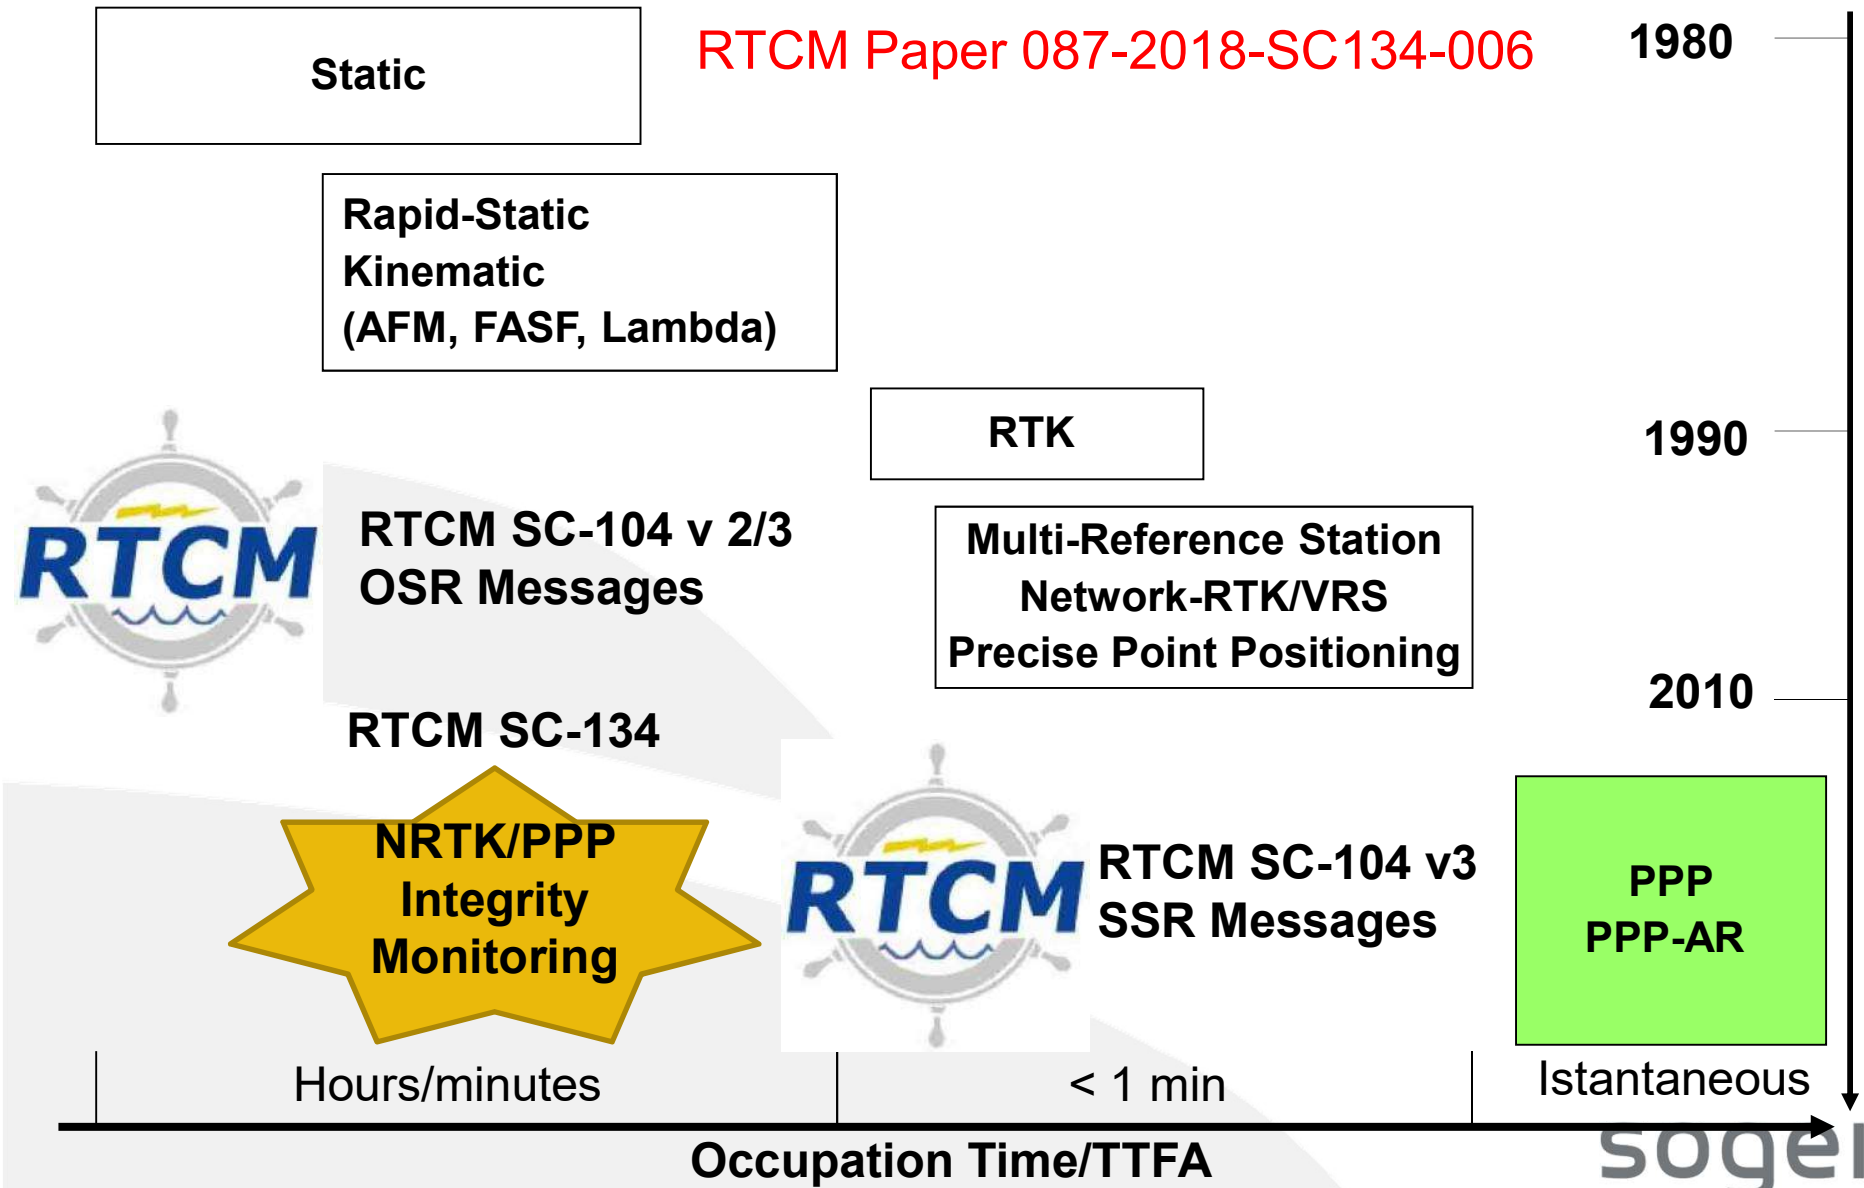 Static
RTCM Paper 087-2018-SC134-006
1980
Rapid-Static
Kinematic
(AFM, FASF, Lambda)
RTK
1990
RTCM
RTCM SC-104 v 2/3
OSR Messages
Multi-Reference Station
Network-RTK/VRS
Precise Point Positioning
2010
RTCM SC-134
NRTK/PPP
Integrity
Monitoring
RTCM
RTCM SC-104 v3
SSR Messages
PPP
PPP-AR
Hours/minutes
< 1 min
Istantaneous
Occupation Time/TTFA